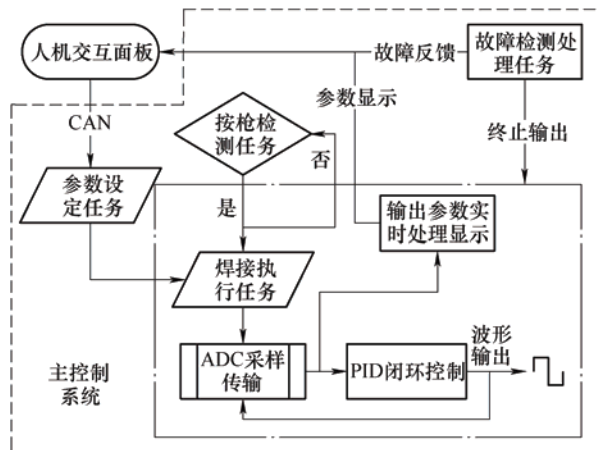 人机交互面板
故障反馈
故障检测处
理任务
参数显示
CAN
按枪检
测任务
否
终止输出
参数设
定任务
是
输出参数实
时处理显示
焊接执
行任务
波形
输出
ADC采样
传输
PID闭环控制
主控制
系统